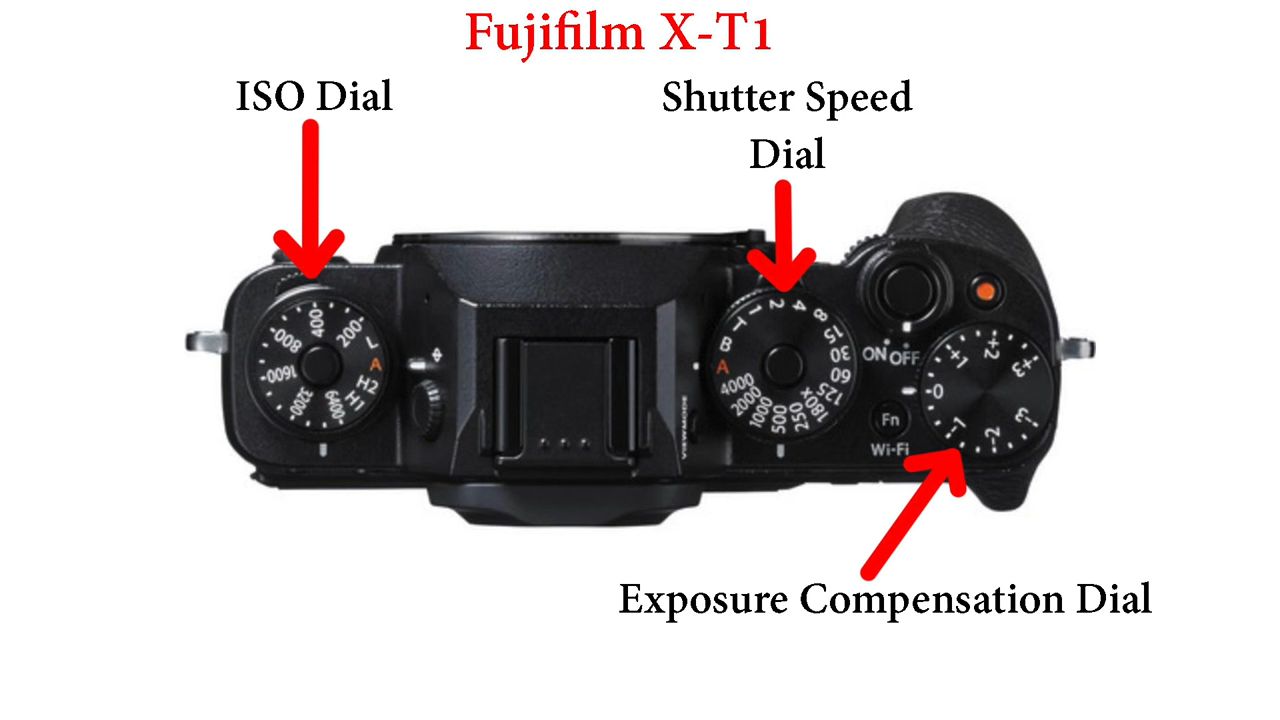 Fujifilm X-T1
ISO Dial
Shutter Speed
Dial
A L 200 400 800 1600 3200 6400 H1 H2
VIEW MODE
A B T 1 2 4 8 15 30 60 125 180x 250 500 1000 2000 4000
ON OFF
Fn
Wi-Fi
+3 +2 +1 0 -1 -2 -3
Exposure Compensation Dial